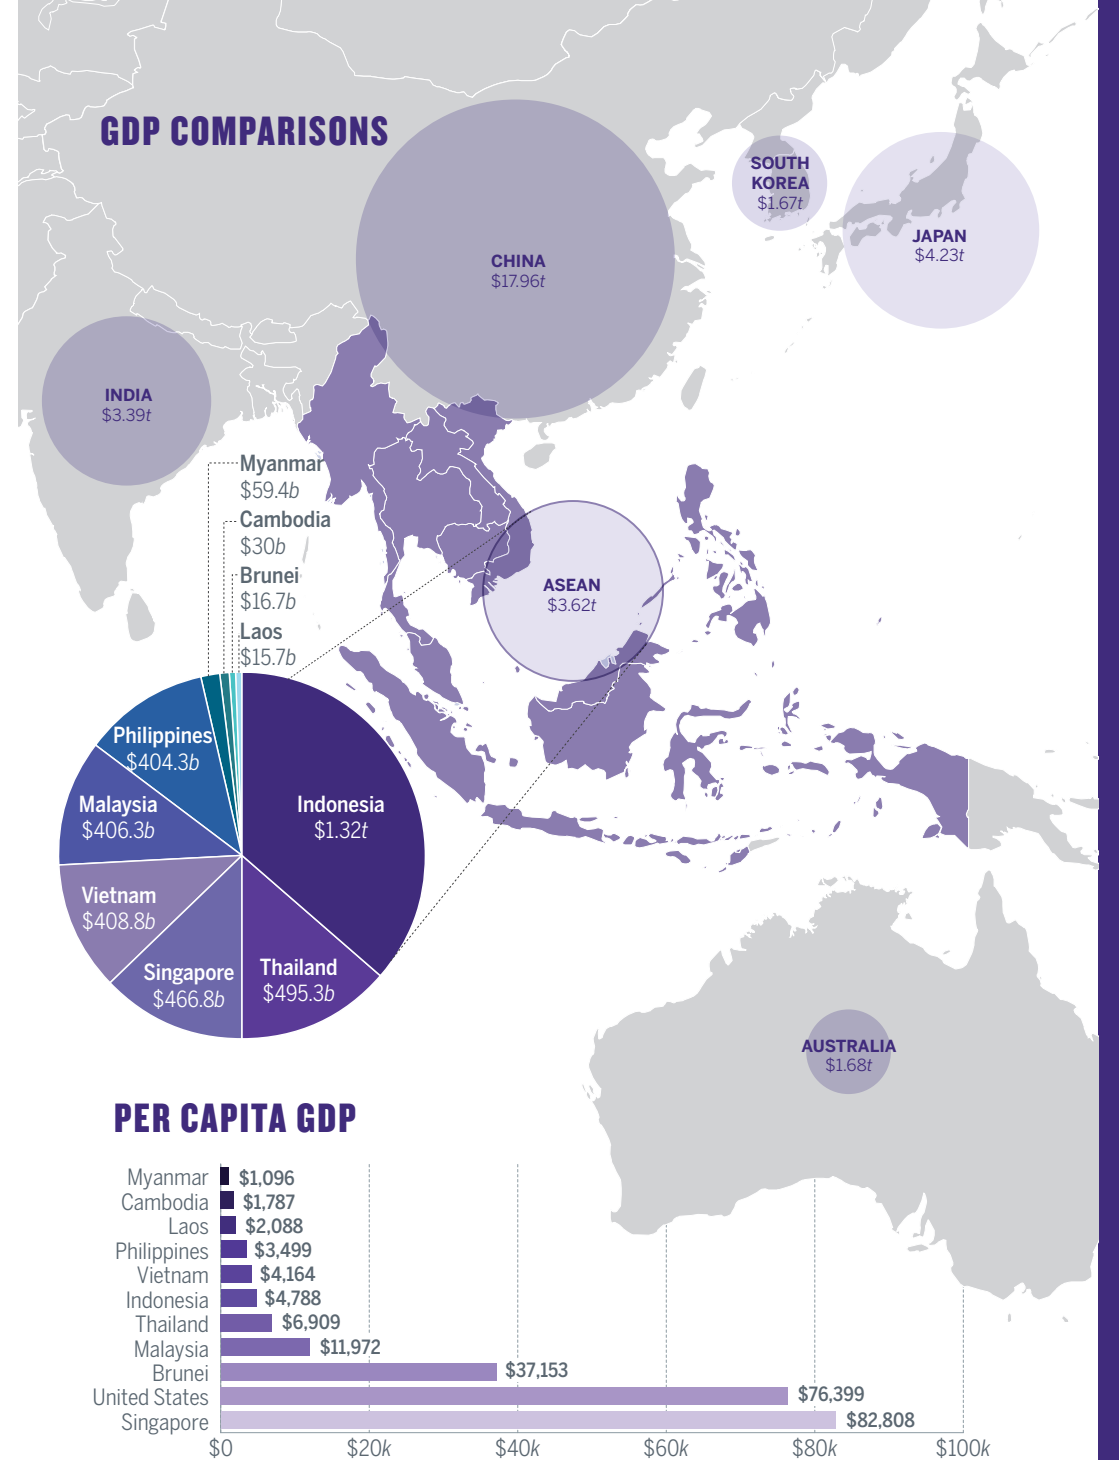 GDP COMPARISONS
SOUTH
KOREA
$1.67t
JAPAN
$4.23t
CHINA
$17.96t
INDIA
$3.39t
Myanmar
$59.4b
Cambodia
$30b
Brunei
$16.7b
Laos
$15.7b
ASEAN
$3.62t
Philippines
$404.3b
Malaysia
$406.3b
Indonesia
$1.32t
Vietnam
$408.8b
Singapore
$466.8b
Thailand
$495.3b
AUSTRALIA
$1.68t
PER CAPITA GDP
Myanmar $1,096
Cambodia $1,787
Laos $2,088
Philippines $3,499
Vietnam $4,164
Indonesia $4,788
Thailand $6,909
Malaysia $11,972
Brunei $37,153
United States $76,399
Singapore $82,808
$0 $20k $40k $60k $80k $100k